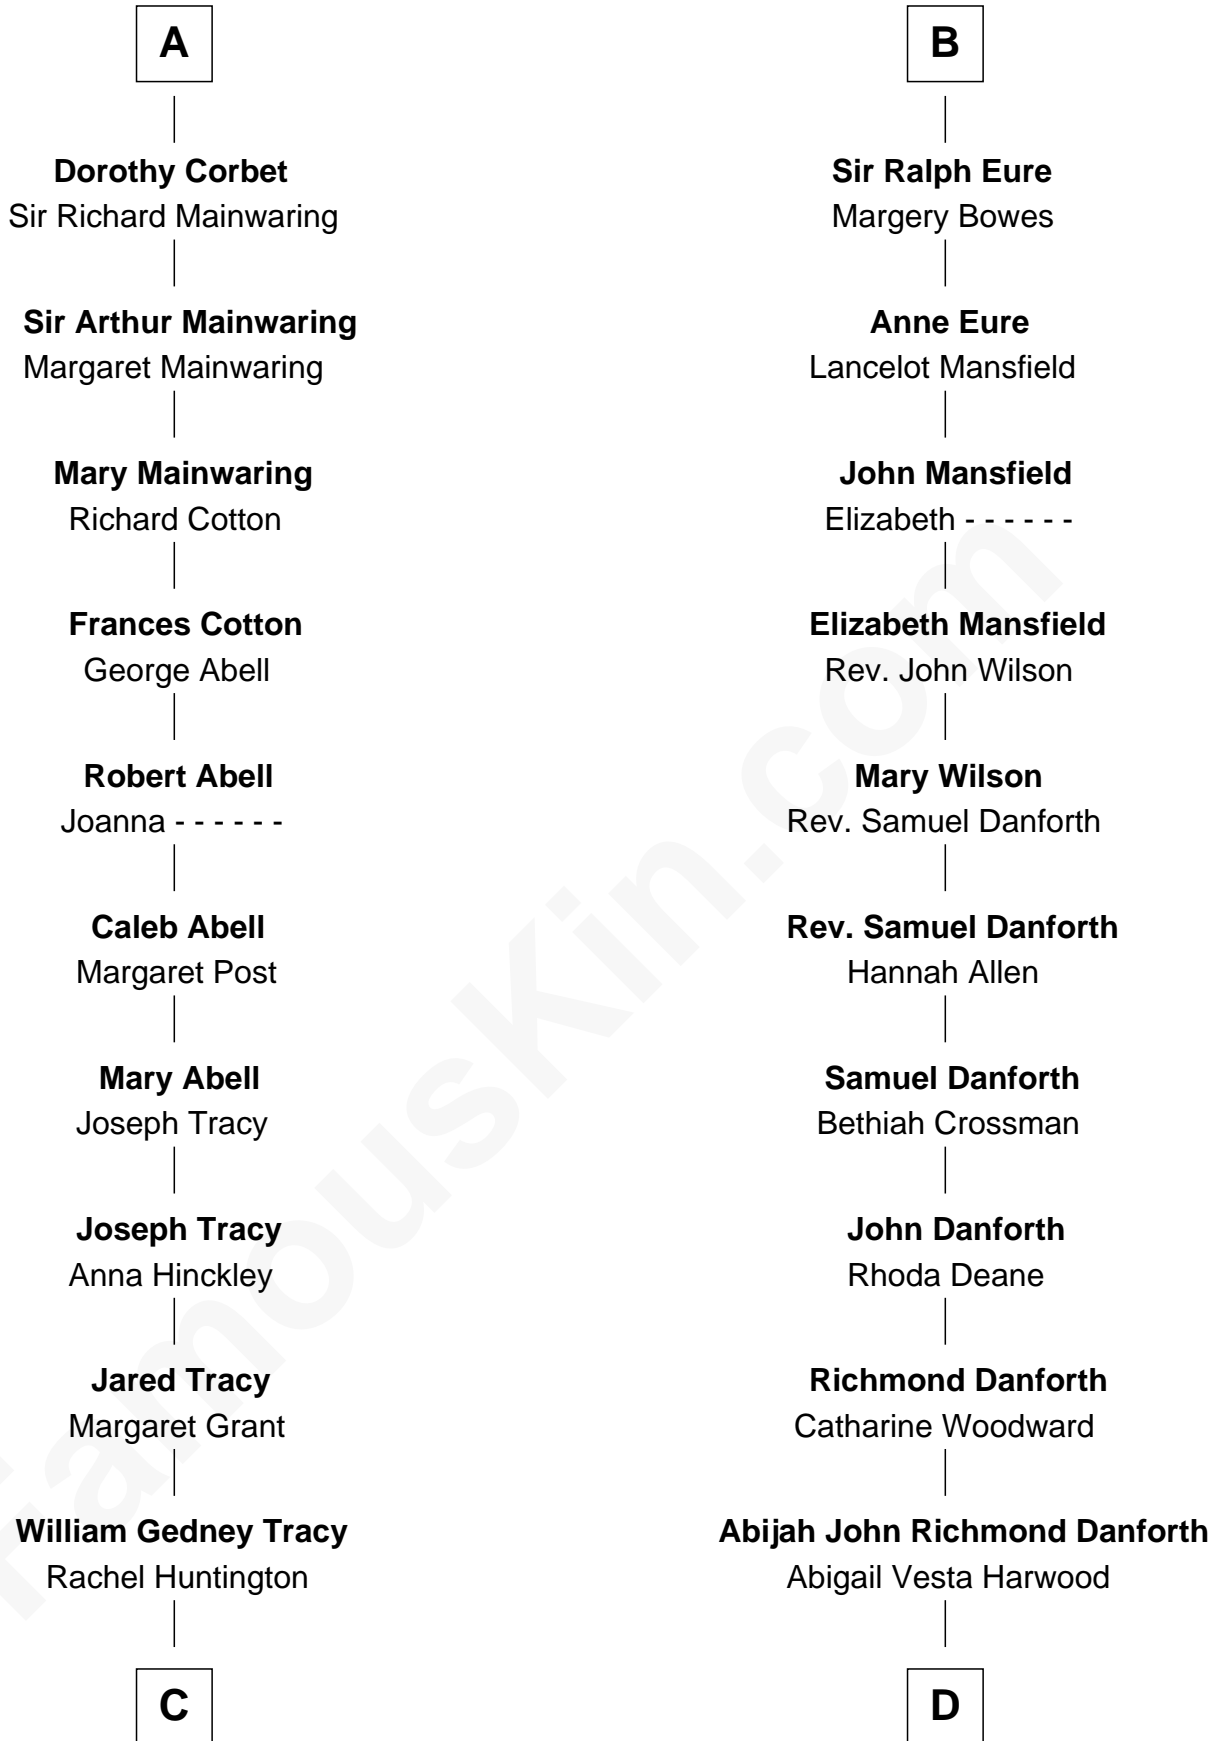 A
Dorothy Corbet
Sir Richard Mainwaring
Sir Arthur Mainwaring
Margaret Mainwaring
Mary Mainwaring
Richard Cotton
Frances Cotton
George Abell
Robert Abell
Joanna - - - - - -
Caleb Abell
Margaret Post
Mary Abell
Joseph Tracy
Joseph Tracy
Anna Hinckley
Jared Tracy
Margaret Grant
William Gedney Tracy
Rachel Huntington
C
B
Sir Ralph Eure
Margery Bowes
Anne Eure
Lancelot Mansfield
John Mansfield
Elizabeth - - - - - -
Elizabeth Mansfield
Rev. John Wilson
Mary Wilson
Rev. Samuel Danforth
Rev. Samuel Danforth
Hannah Allen
Samuel Danforth
Bethiah Crossman
John Danforth
Rhoda Deane
Richmond Danforth
Catharine Woodward
Abijah John Richmond Danforth
Abigail Vesta Harwood
D
FamousKin.com